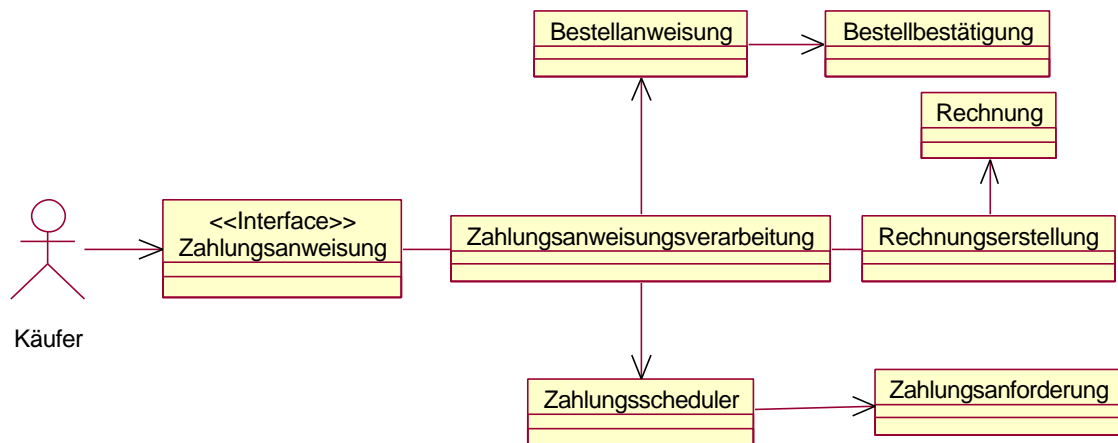 Bestellanweisung
Bestellbestätigung
Rechnung
<<Interface>>
Zahlungsanweisung
Zahlungsanweisungsverarbeitung
Rechnungserstellung
Käufer
Zahlungsscheduler
Zahlungsanforderung